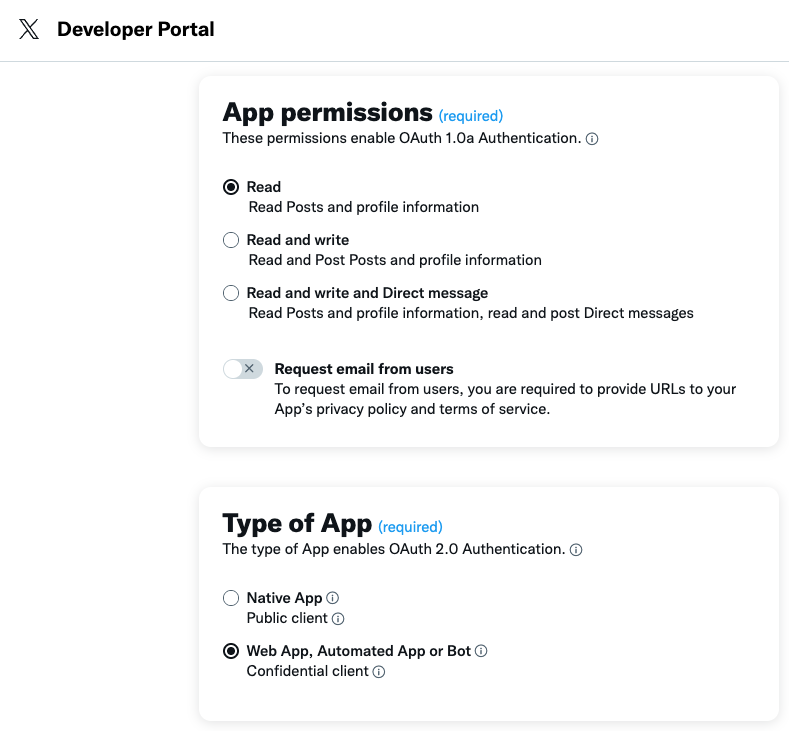 Developer Portal
App permissions (required)
These permissions enable OAuth 1.0a Authentication.
Read
Read Posts and profile information
Read and write
Read and Post Posts and profile information
Read and write and Direct message
Read Posts and profile information, read and post Direct messages
Request email from users
To request email from users, you are required to provide URLs to your
App's privacy policy and terms of service.
Type of App (required)
The type of App enables OAuth 2.0 Authentication.
Native App
Public client
Web App, Automated App or Bot
Confidential client